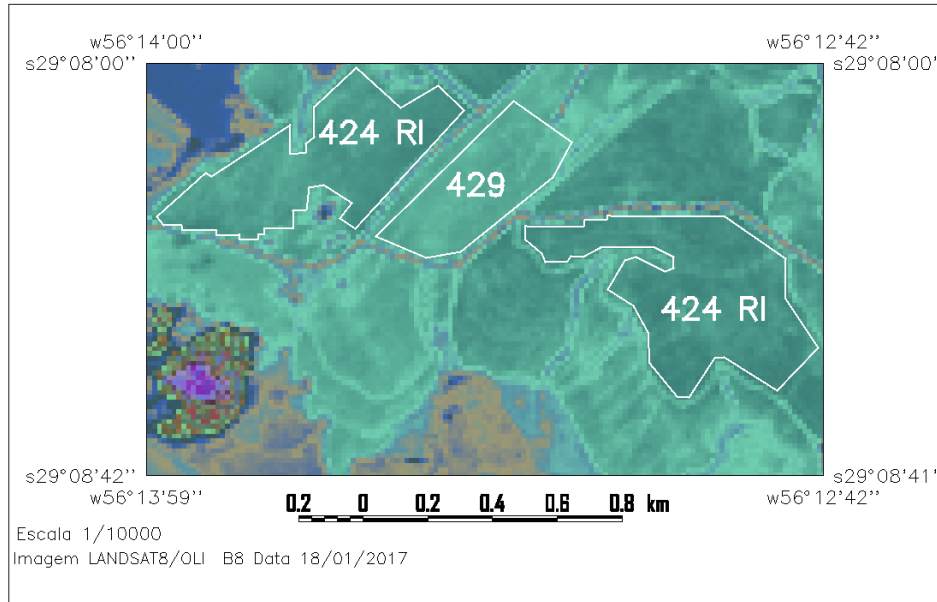 w56°14'00'' w56°12'42''
s29°08'00'' s29°08'00''
424 RI
429
424 RI
s29°08'42'' s29°08'41''
w56°13'59'' w56°12'42''
0.2 0 0.2 0.4 0.6 0.8 km
Escala 1/10000
Imagem LANDSAT8/OLI B8 Data 18/01/2017